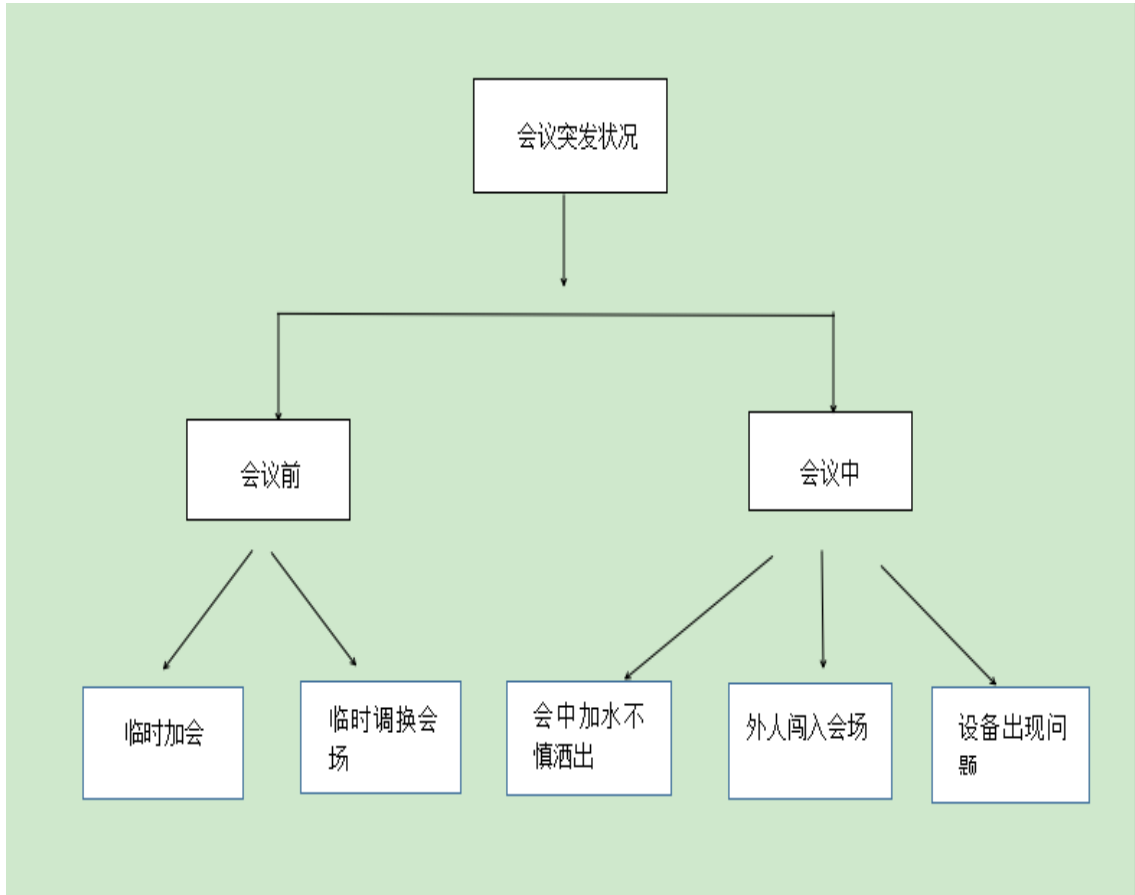 会议突发状况
会议前
会议中
临时加会
临时调换会
场
会中加水不
慎洒出
外人闯入会场
设备出现问
题